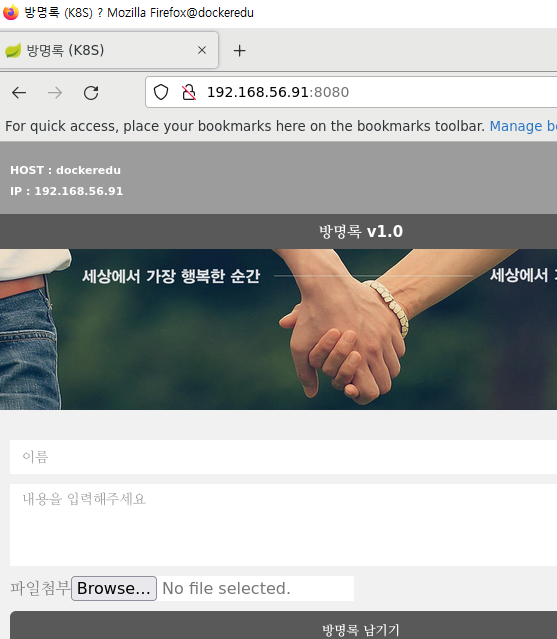 방명록 (K8S) ? Mozilla Firefox@dockeredu
방명록 (K8S)
192.168.56.91:8080
For quick access, place your bookmarks here on the bookmarks toolbar. Manage
HOST : dockeredu
IP : 192.168.56.91
방명록 v1.0
세상에서 가장 행복한 순간 세상에서
이름
내용을 입력해주세요
파일첨부 Browse... No file selected.
방명록 남기기